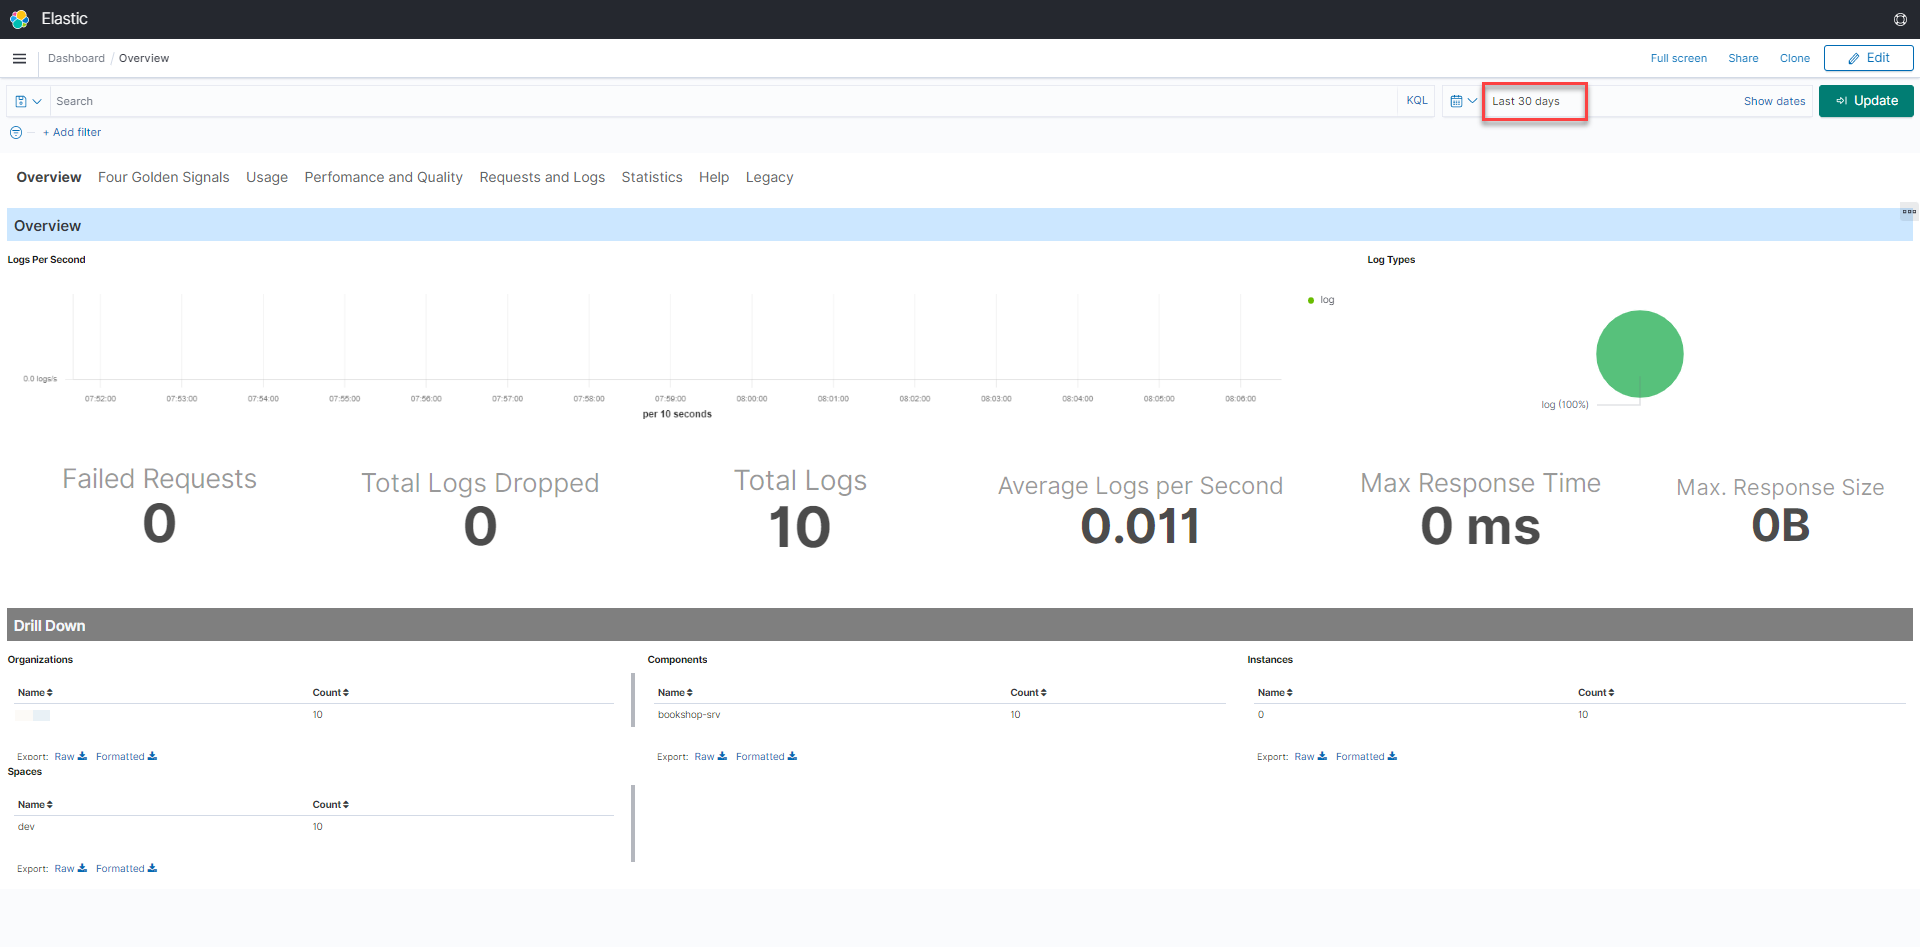 Elastic
Dashboard / Overview
Full screen Share Clone Edit
Search KQL Last 30 days Show dates Update
+ Add filter
Overview Four Golden Signals Usage Perfomance and Quality Requests and Logs Statistics Help Legacy
Overview
Logs Per Second
Log Types
log
0.0 logs/s
07:52:00 07:53:00 07:54:00 07:55:00 07:56:00 07:57:00 07:58:00 07:59:00 08:00:00 08:01:00 08:02:00 08:03:00 08:04:00 08:05:00 08:06:00
per 10 seconds
log (100%)
Failed Requests
0
Total Logs Dropped
0
Total Logs
10
Average Logs per Second
0.011
Max Response Time
0 ms
Max. Response Size
0B
Drill Down
Organizations
Name Count
10
Export: Raw Formatted
Components
Name Count
bookshop-srv 10
Export: Raw Formatted
Instances
Name Count
0 10
Export: Raw Formatted
Spaces
Name Count
dev 10
Export: Raw Formatted